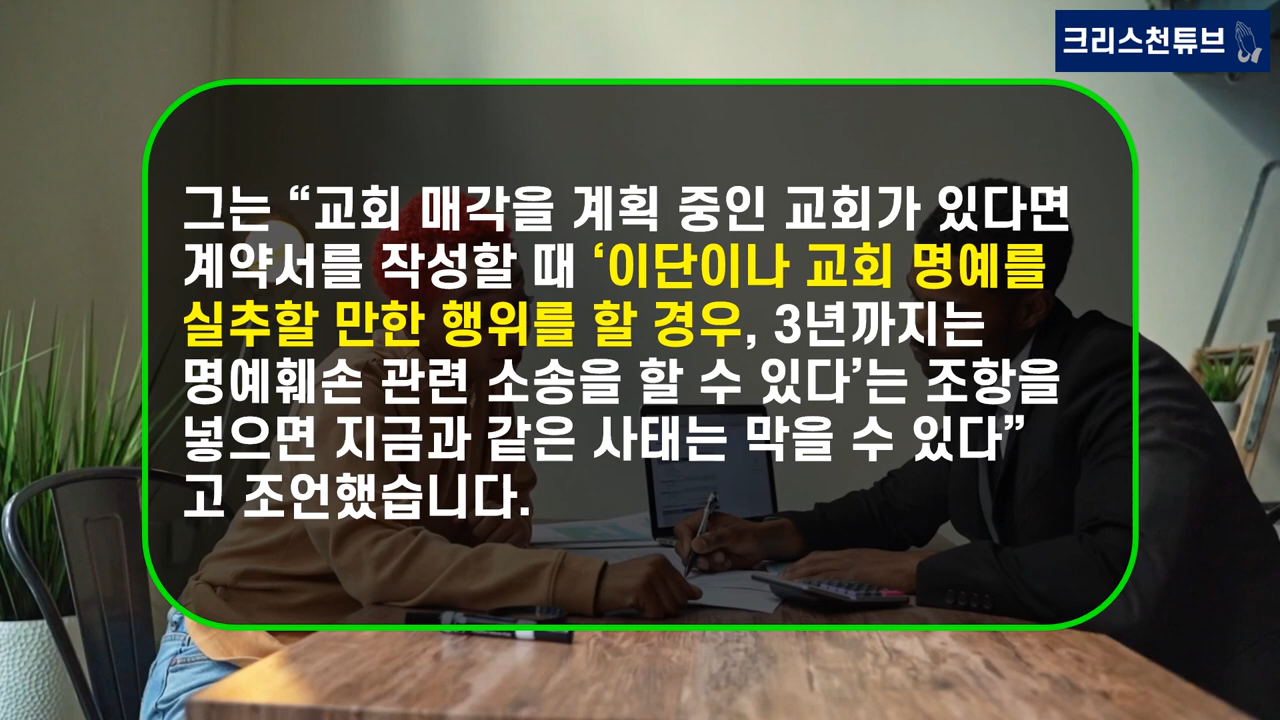 크리스천튜브
그는 “교회 매각을 계획 중인 교회가 있다면
계약서를 작성할 때 ‘이단이나 교회 명예를
실추할 만한 행위를 할 경우, 3년까지는
명예훼손 관련 소송을 할 수 있다’는 조항을
넣으면 지금과 같은 사태는 막을 수 있다”
고 조언했습니다.